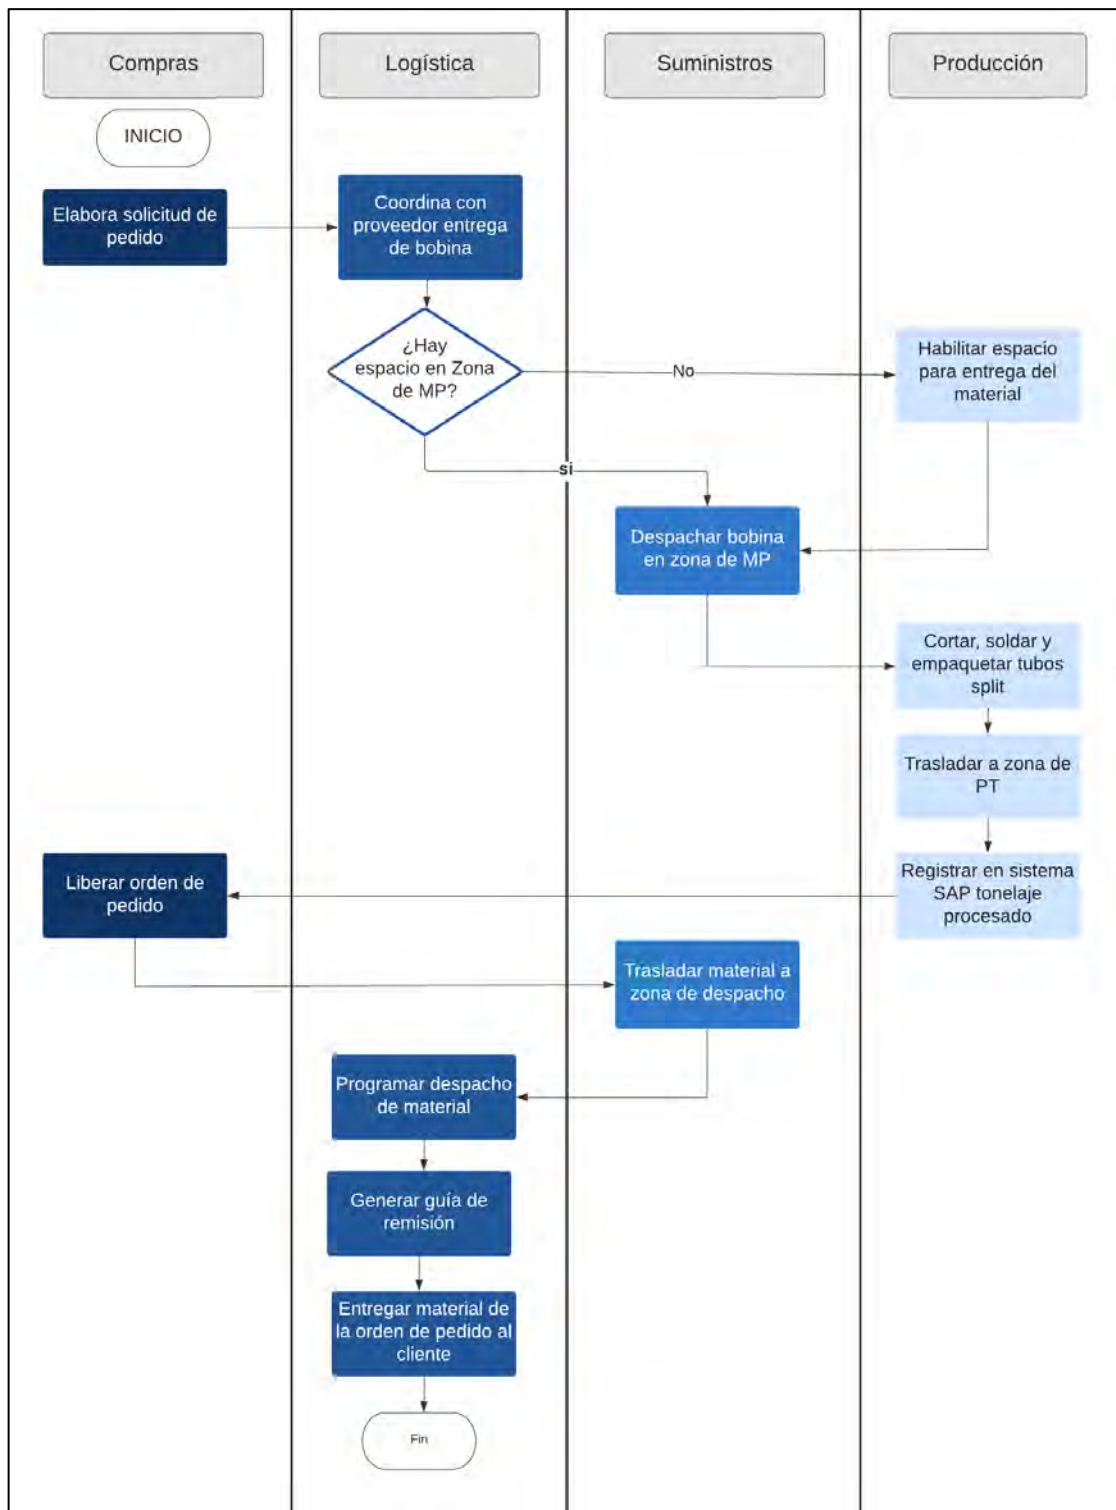 Compras
Logística
Suministros
Producción
INICIO
Elabora solicitud de
pedido
Coordina con
proveedor entrega
de bobina
¿Hay
espacio en Zona
de MP?
No
Habilitar espacio
para entrega del
material
si
Despachar bobina
en zona de MP
Cortar, soldar y
empaquetar tubos
split
Trasladar a zona de
PT
Registrar en sistema
SAP tonelaje
procesado
Liberar orden de
pedido
Trasladar material a
zona de despacho
Programar despacho
de material
Generar guía de
remisión
Entregar material de
la orden de pedido al
cliente
Fin